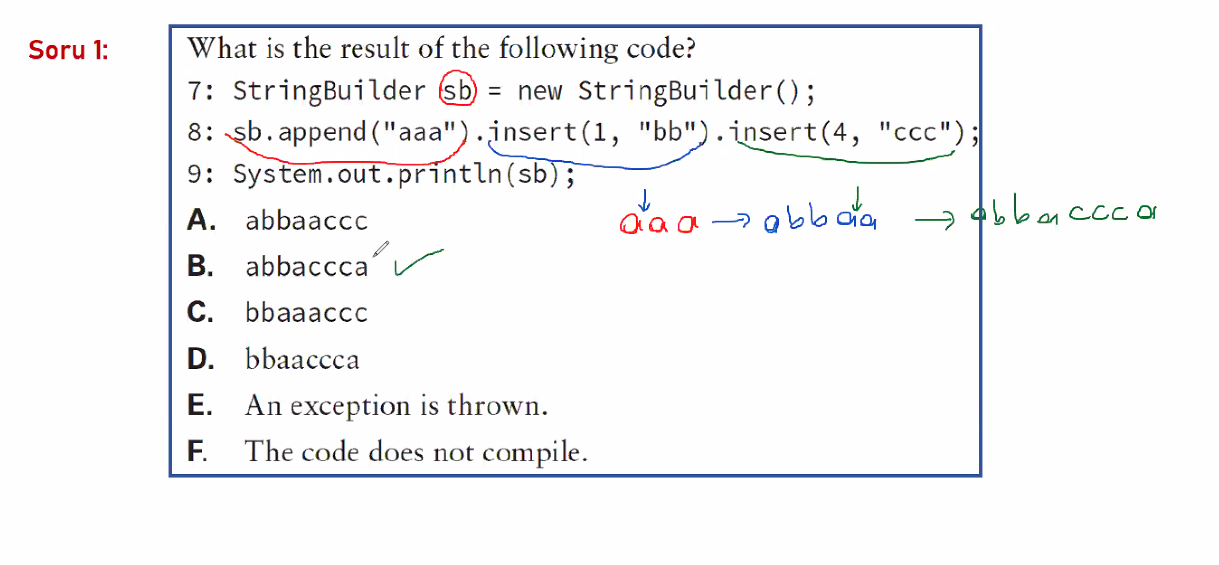 Soru 1:
What is the result of the following code?
7: StringBuilder sb = new StringBuilder();
8: sb.append("aaa").insert(1, "bb").insert(4, "ccc");
9: System.out.println(sb);
A. abbaaccc
aaa → abbaa → abbaccca
B. abbaccca ✓
C. bbaaaccc
D. bbaaccca
E. An exception is thrown.
F. The code does not compile.